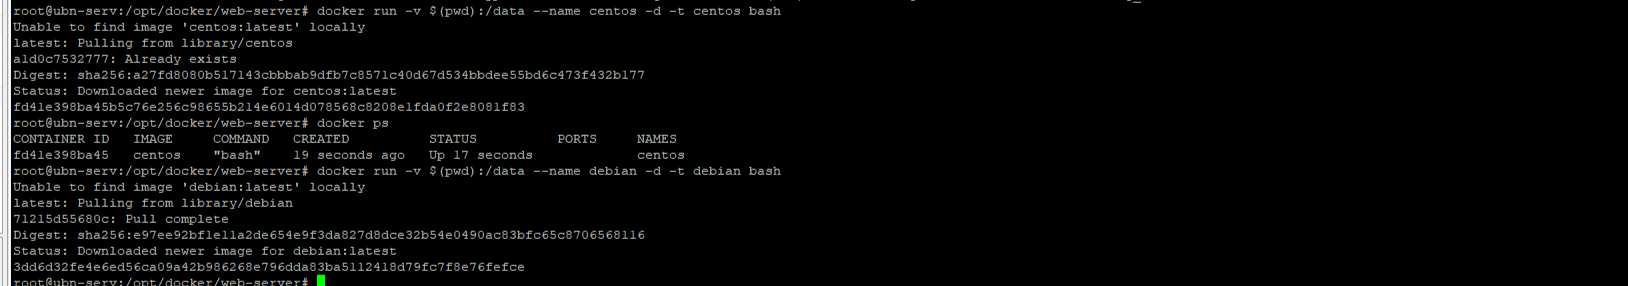 root@ubn-serv:/opt/docker/web-server# docker run -v $(pwd):/data --name centos -d -t centos bash
Unable to find image 'centos:latest' locally
latest: Pulling from library/centos
a1d0c7532777: Already exists
Digest: sha256:a27fd8080b517143cbbbab9dfb7c8571c40d67d534bbdee55bd6c473f432b177
Status: Downloaded newer image for centos:latest
fd41e398ba45b5c76e256c98655b214e6014d078568c8208e1fda0f2e8081f83
root@ubn-serv:/opt/docker/web-server# docker ps
CONTAINER ID   IMAGE     COMMAND   CREATED          STATUS          PORTS     NAMES
fd41e398ba45   centos    "bash"    19 seconds ago   Up 17 seconds             centos
root@ubn-serv:/opt/docker/web-server# docker run -v $(pwd):/data --name debian -d -t debian bash
Unable to find image 'debian:latest' locally
latest: Pulling from library/debian
71215d55680c: Pull complete
Digest: sha256:e97ee92bf1e11a2de654e9f3da827d8dce32b54e0490ac83bfc65c8706568116
Status: Downloaded newer image for debian:latest
3dd6d32fe4e6ed56ca09a42b986268e796dda83ba5112418d79fc7f8e76fefce
root@ubn-serv:/opt/docker/web-server#